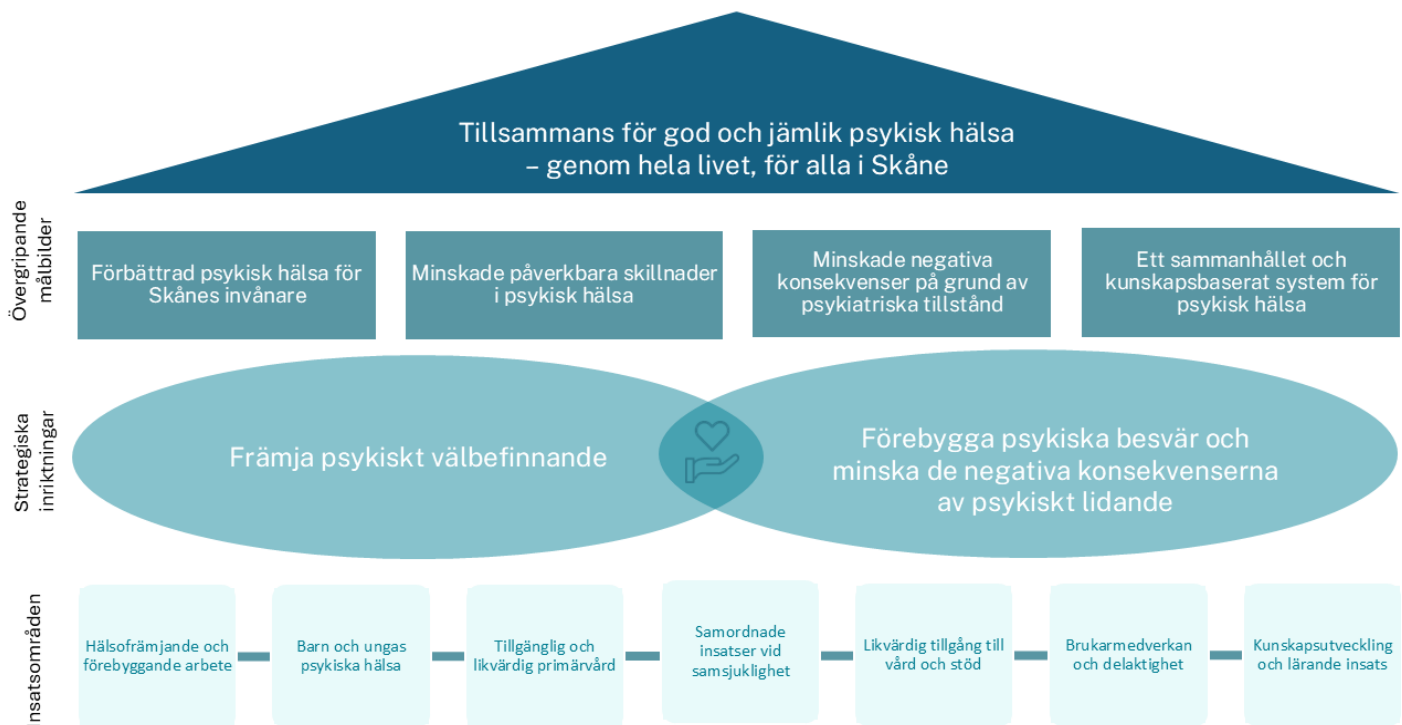 Tillsammans för god och jämlik psykisk hälsa
– genom hela livet, för alla i Skåne
Övergripande
målbilder
Förbättrad psykisk hälsa för
Skånes invånare
Minskade påverkbara skillnader
i psykisk hälsa
Minskade negativa
konsekvenser på grund av
psykiatriska tillstånd
Ett sammanhållet och
kunskapsbaserat system för
psykisk hälsa
Strategiska
inriktningar
Främja psykiskt välbefinnande
Förebygga psykiska besvär och
minska de negativa konsekvenserna
av psykiskt lidande
Insatsområden
Hälsofrämjande och
förebyggande arbete
Barn och ungas
psykiska hälsa
Tillgänglig och
likvärdig primärvård
Samordnade
insatser vid
samsjuklighet
Likvärdig tillgång till
vård och stöd
Brukarmedverkan
och delaktighet
Kunskapsutveckling
och lärande insats